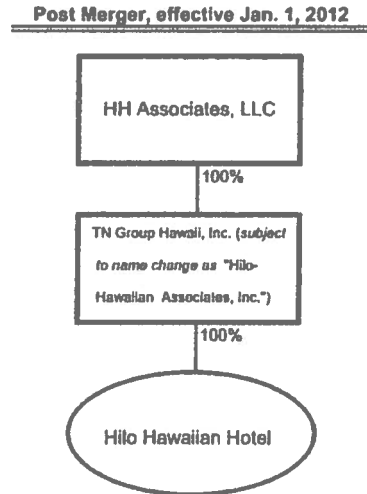 Post Merger, effective Jan. 1, 2012
HH Associates, LLC
100%
TN Group Hawaii, Inc. (subject
to name change as "Hilo-
Hawaiian Associates, Inc.")
100%
Hilo Hawaiian Hotel